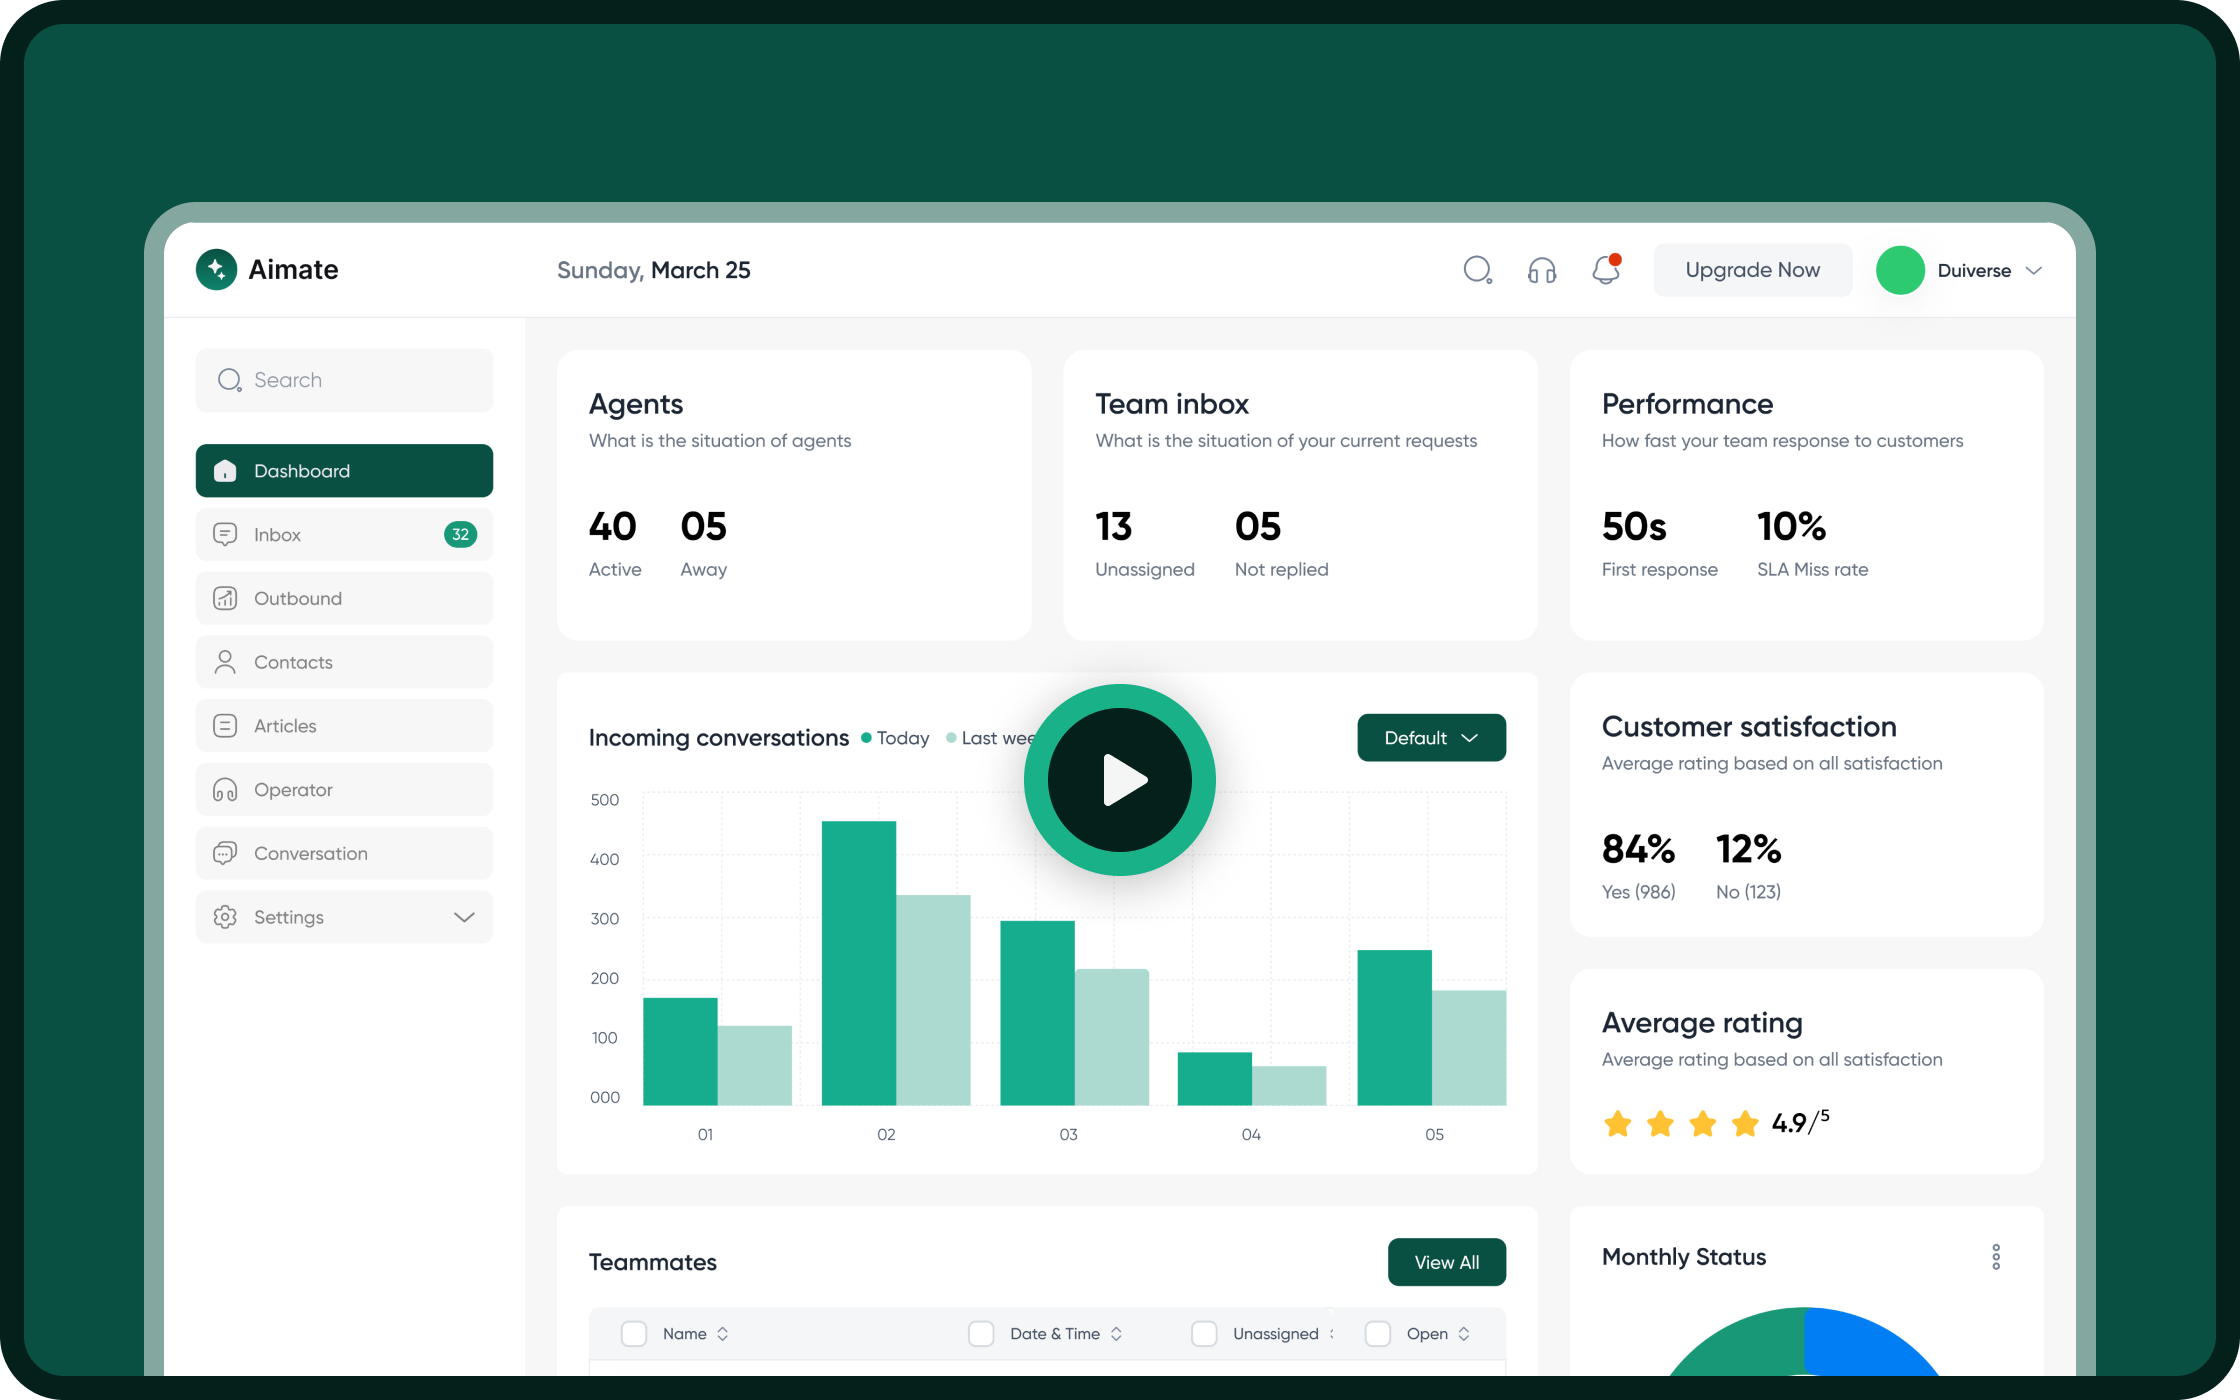 Aimate
Sunday, March 25
Upgrade Now
Duiverse
Search
Dashboard
Inbox 32
Outbound
Contacts
Articles
Operator
Conversation
Settings
Agents
What is the situation of agents
40 05
Active Away
Team inbox
What is the situation of your current requests
13 05
Unassigned Not replied
Performance
How fast your team response to customers
50s 10%
First response SLA Miss rate
Incoming conversations Today Last wee
Default
500
400
300
200
100
000
01 02 03 04 05
Customer satisfaction
Average rating based on all satisfaction
84% 12%
Yes (986) No (123)
Average rating
Average rating based on all satisfaction
4.9/5
Teammates
View All
Name Date & Time Unassigned Open
Monthly Status